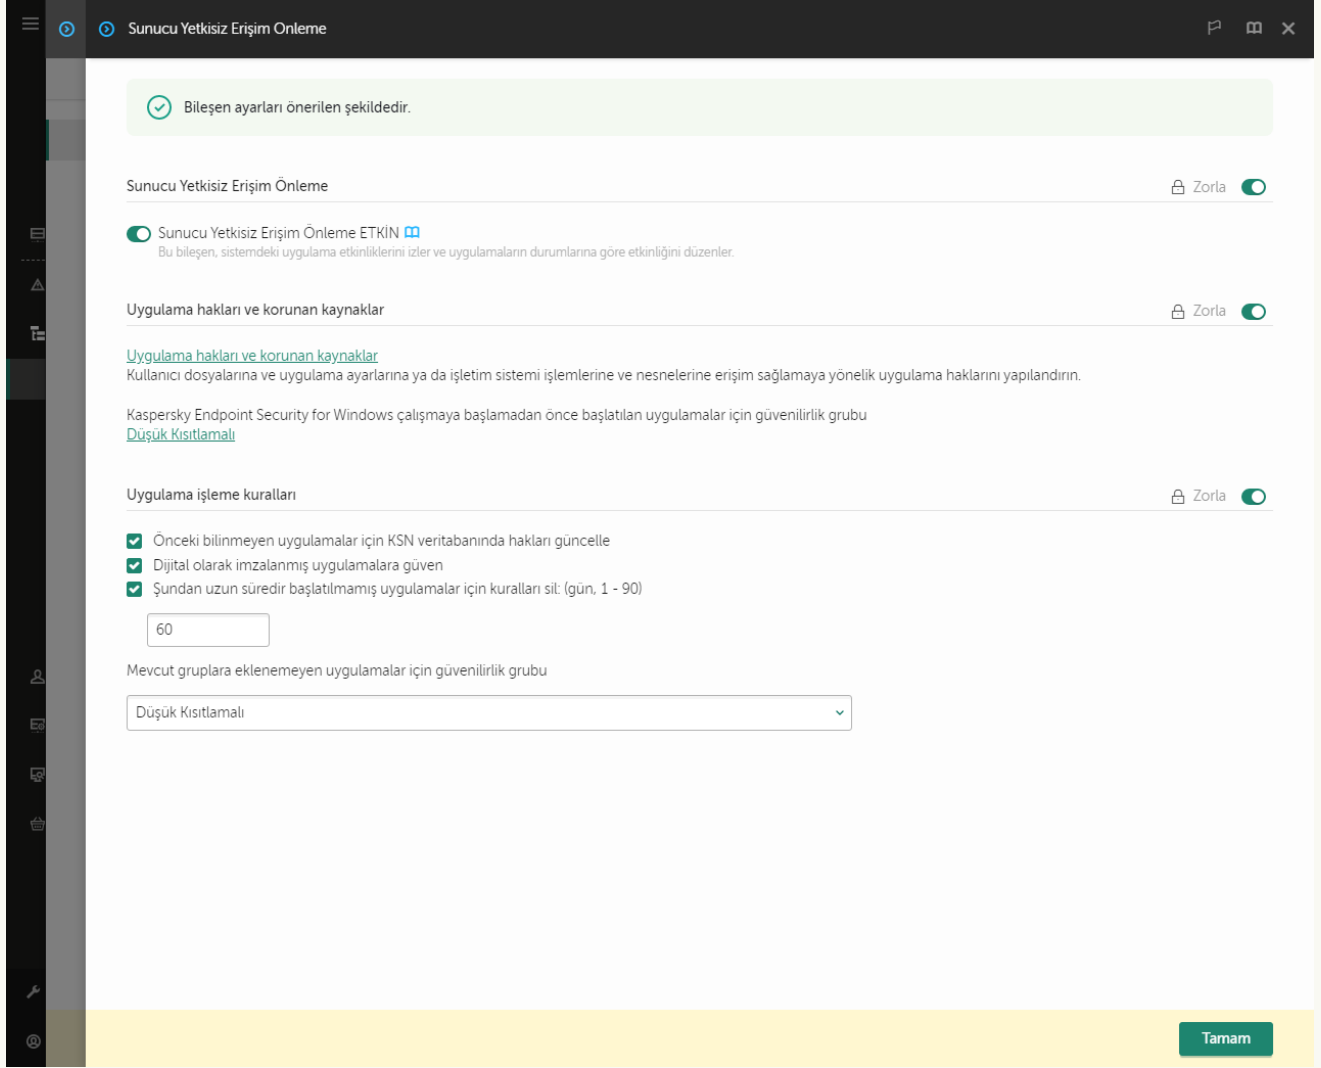 Sunucu Yetkisiz Erişim Önleme
Bileşen ayarları önerilen şekildedir.
Sunucu Yetkisiz Erişim Önleme
Zorla
Sunucu Yetkisiz Erişim Önleme ETKİN
Bu bileşen, sistemdeki uygulama etkinliklerini izler ve uygulamaların durumlarına göre etkinliğini düzenler.
Uygulama hakları ve korunan kaynaklar
Zorla
Uygulama hakları ve korunan kaynaklar
Kullanıcı dosyalarına ve uygulama ayarlarına ya da işletim sistemi işlemlerine ve nesnelerine erişim sağlamaya yönelik uygulama haklarını yapılandırın.
Kaspersky Endpoint Security for Windows çalışmaya başlamadan önce başlatılan uygulamalar için güvenilirlik grubu
Düşük Kısıtlamalı
Uygulama işleme kuralları
Zorla
Önceki bilinmeyen uygulamalar için KSN veritabanında hakları güncelle
Dijital olarak imzalanmış uygulamalara güven
Şundan uzun süredir başlatılmamış uygulamalar için kuralları sil: (gün, 1 - 90)
60
Mevcut gruplara eklenemeyen uygulamalar için güvenilirlik grubu
Düşük Kısıtlamalı
Tamam